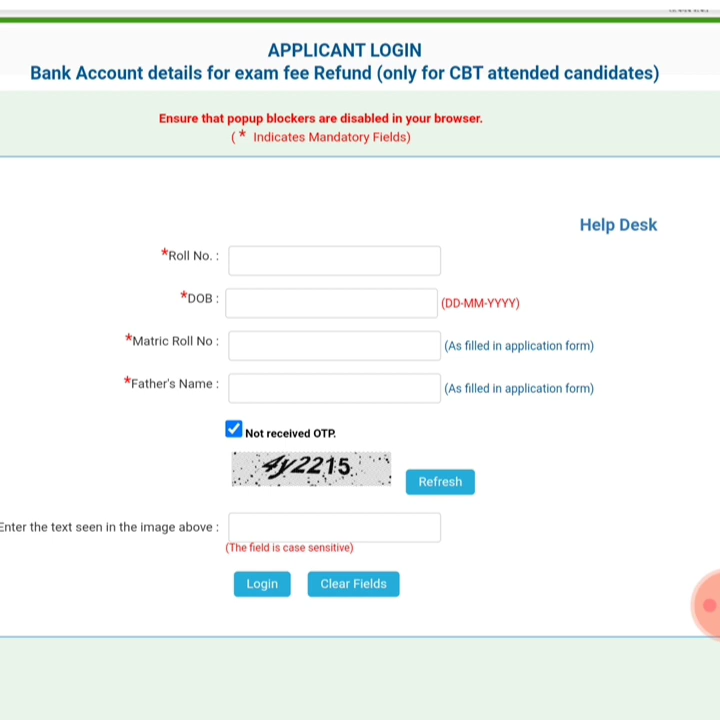 APPLICANT LOGIN
Bank Account details for exam fee Refund (only for CBT attended candidates)
Ensure that popup blockers are disabled in your browser.
( * Indicates Mandatory Fields)
Help Desk
*Roll No. :
*DOB : (DD-MM-YYYY)
*Matric Roll No : (As filled in application form)
*Father's Name : (As filled in application form)
Not received OTP.
4y2215
Refresh
Enter the text seen in the image above :
(The field is case sensitive)
Login Clear Fields